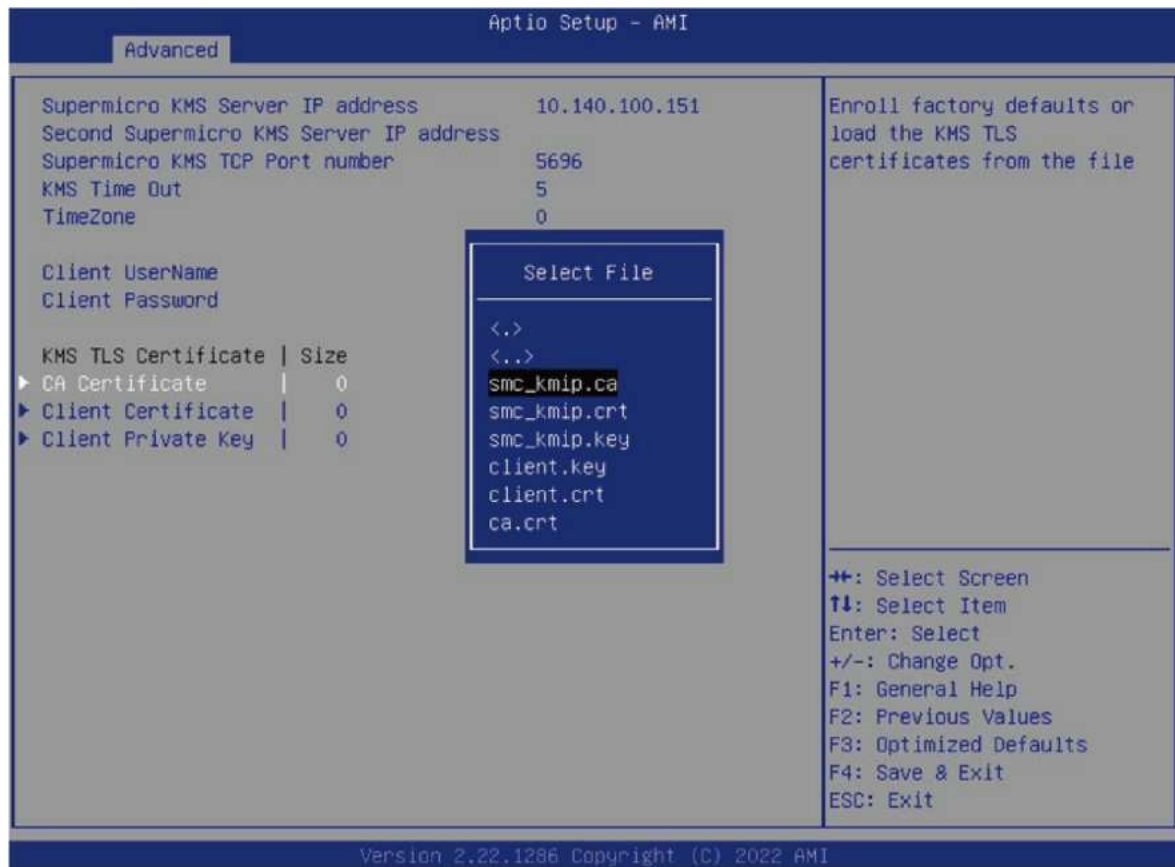 Aptio Setup - AMI
Advanced
Supermicro KMS Server IP address 10.140.100.151
Second Supermicro KMS Server IP address
Supermicro KMS TCP Port number 5696
KMS Time Out 5
TimeZone 0
Client UserName
Client Password
KMS TLS Certificate | Size
CA Certificate | 0
Client Certificate | 0
Client Private Key | 0
Select File
<.>
<..>
smc_kmip.ca
smc_kmip.crt
smc_kmip.key
client.key
client.crt
ca.crt
Enroll factory defaults or
load the KMS TLS
certificates from the file
→←: Select Screen
↑↓: Select Item
Enter: Select
+/-: Change Opt.
F1: General Help
F2: Previous Values
F3: Optimized Defaults
F4: Save & Exit
ESC: Exit
Version 2.22.1286 Copyright (C) 2022 AMI